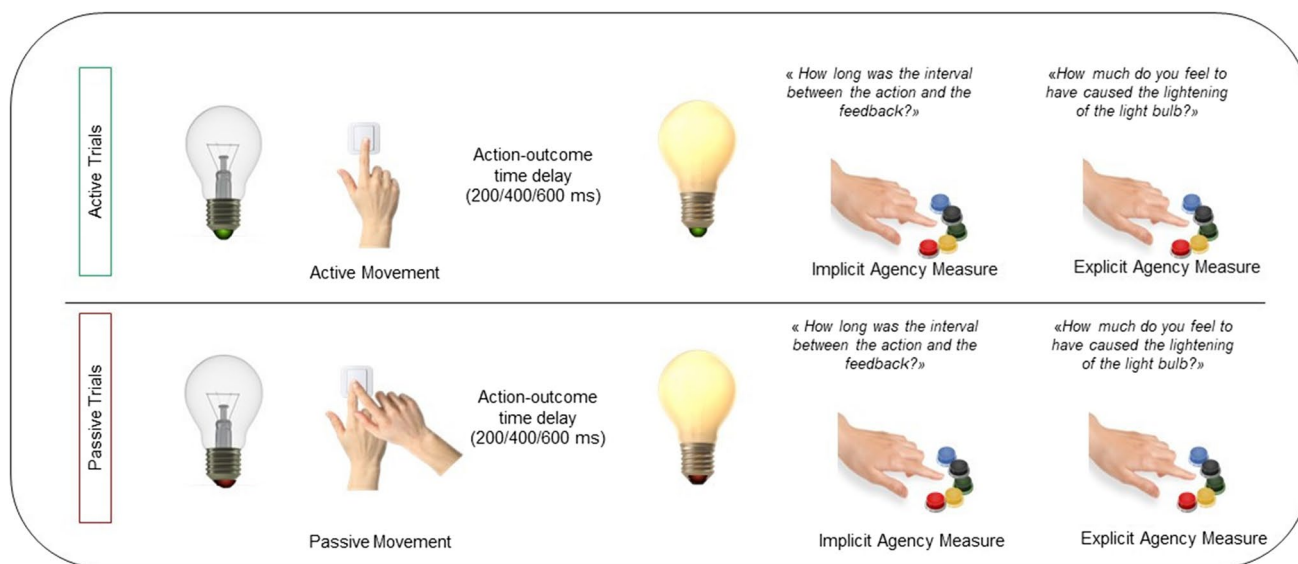 Active Trials
« How long was the interval
between the action and the
feedback?»
«How much do you feel to
have caused the lightening
of the light bulb?»
Action-outcome
time delay
(200/400/600 ms)
Active Movement
Implicit Agency Measure
Explicit Agency Measure
Passive Trials
« How long was the interval
between the action and the
feedback?»
«How much do you feel to
have caused the lightening
of the light bulb?»
Action-outcome
time delay
(200/400/600 ms)
Passive Movement
Implicit Agency Measure
Explicit Agency Measure